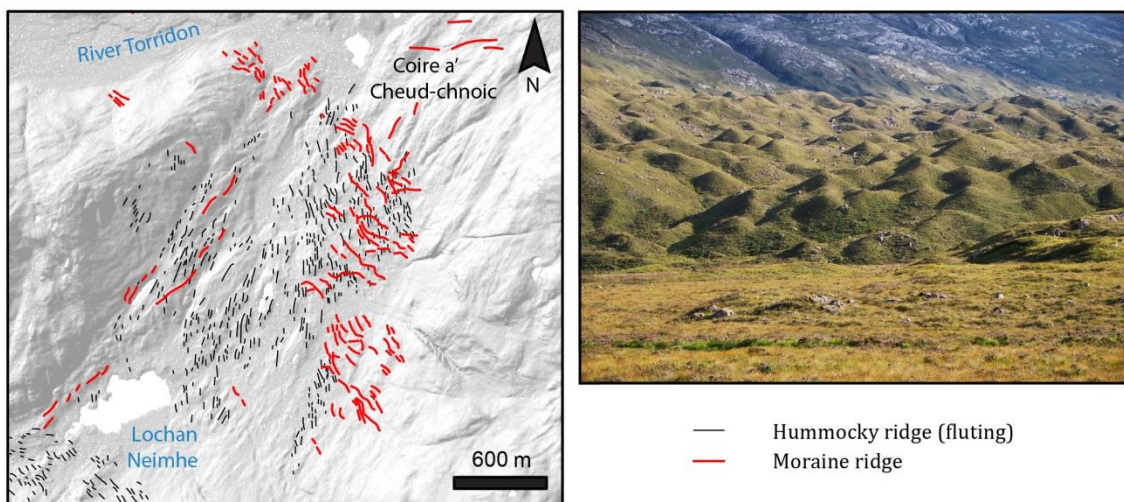 River Torridon
Coire a'
Cheud-chnoic
N
Lochan
Neimhe
600 m
Hummocky ridge (fluting)
Moraine ridge